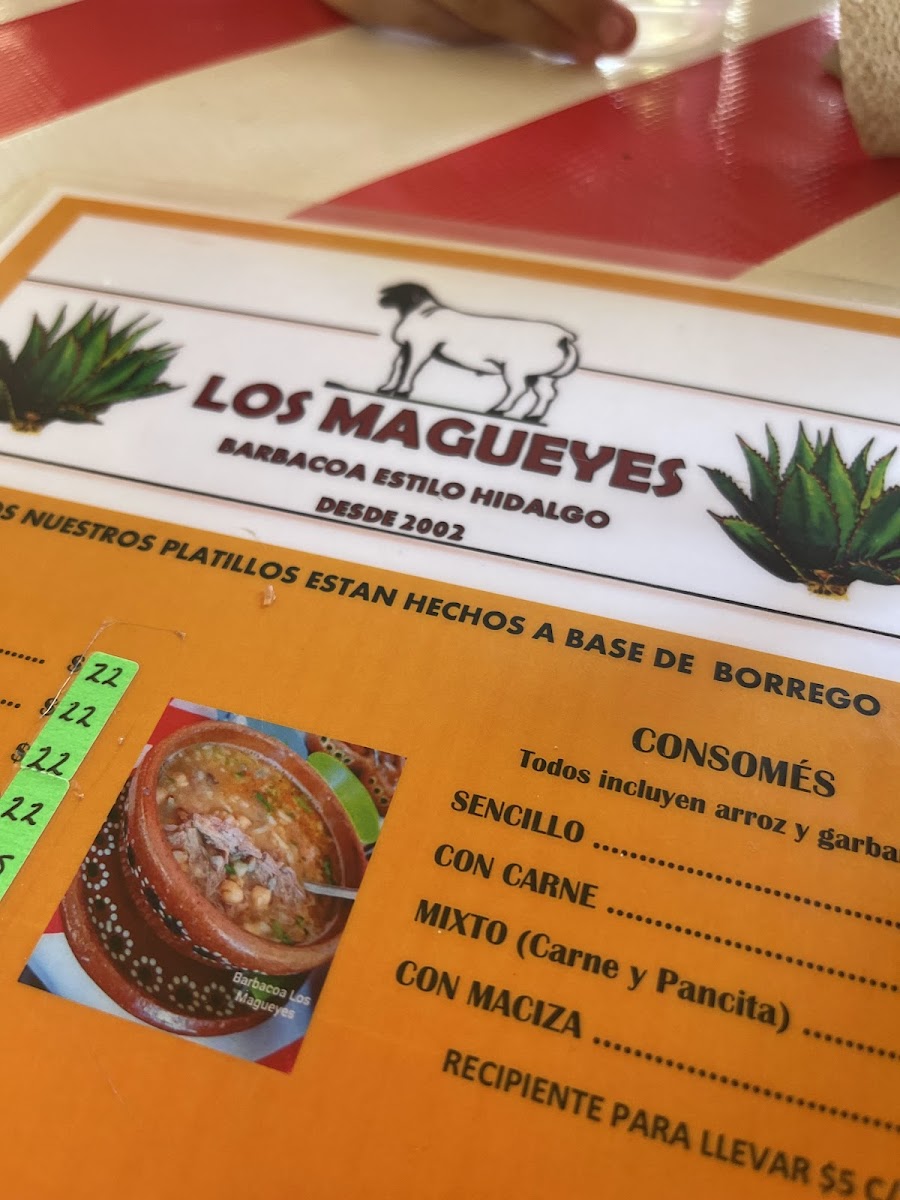 LOS MAGUEYES
BARBACOA ESTILO HIDALGO
DESDE 2002
NUESTROS PLATILLOS ESTAN HECHOS A BASE DE BORREGO
$22
$22
$22
22
Barbacoa Los
Magueyes
CONSOMÉS
Todos incluyen arroz y
SENCILLO
CON CARNE
MIXTO (Carne y Pancita)
CON MACIZA
RECIPIENTE PARA LLEVAR $5